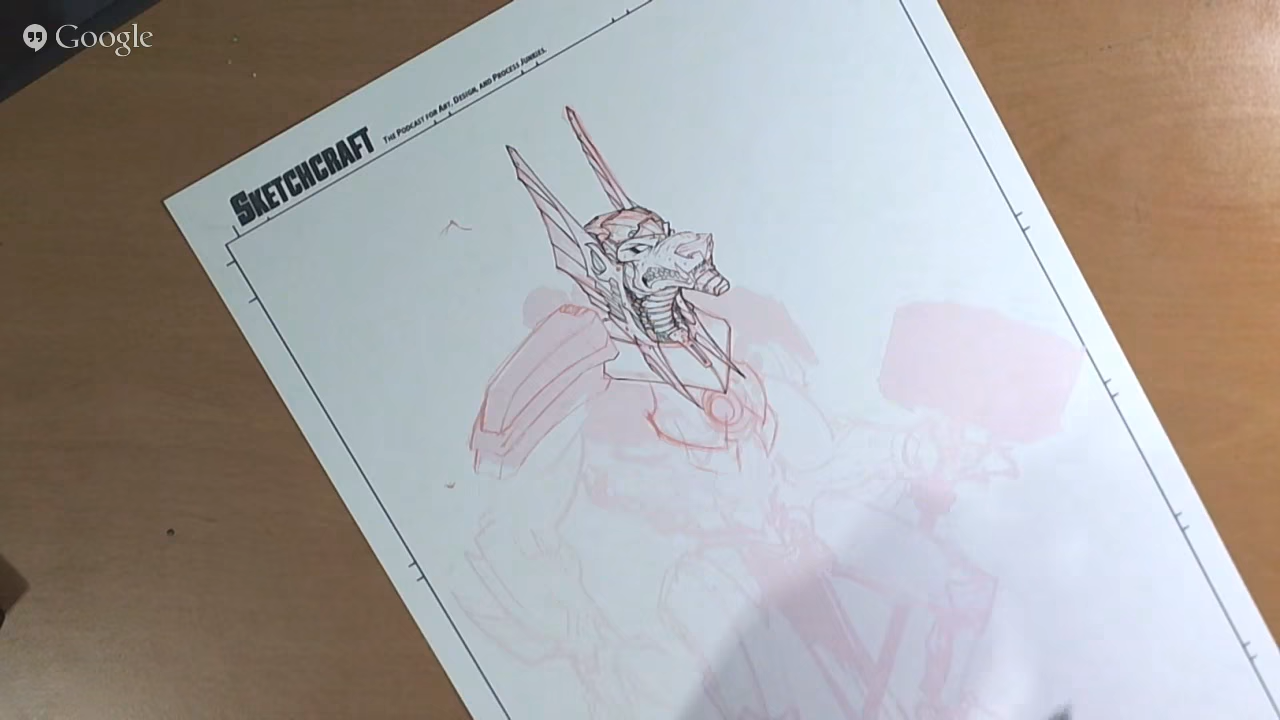 Google
SKETCHCRAFT
THE PODCAST FOR ART, DESIGN, AND PROCESS JUNKIES.